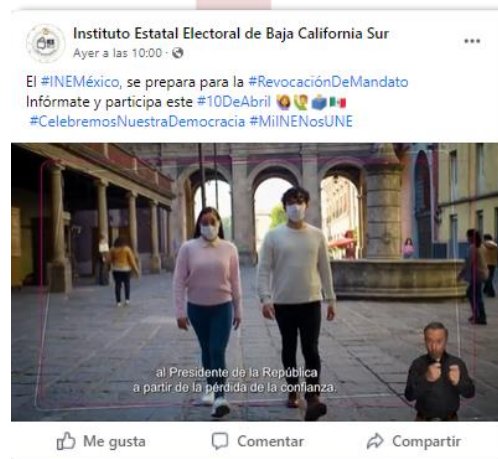 Instituto Estatal Electoral de Baja California Sur
Ayer a las 10:00 ·
El #INEMéxico, se prepara para la #RevocaciónDeMandato
Infórmate y participa este #10DeAbril
#CelebremosNuestraDemocracia #MiINENosUNE
al Presidente de la República
a partir de la pérdida de la confianza.
Me gusta
Comentar
Compartir